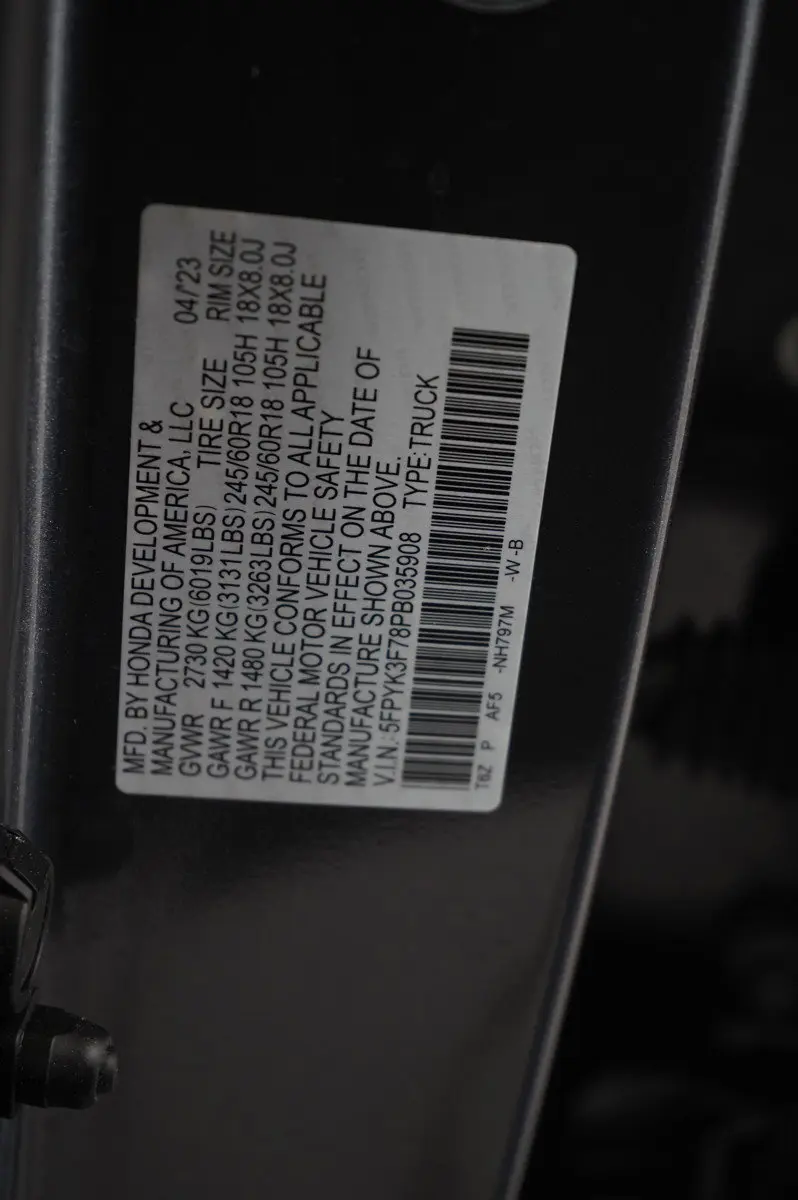 MFD. BY HONDA DEVELOPMENT &
MANUFACTURING OF AMERICA, LLC 04/'23
GVWR 2730 KG(6019LBS) TIRE SIZE RIM SIZE
GAWR F 1420 KG(3131LBS) 245/60R18 105H 18X8.0J
GAWR R 1480 KG(3263LBS) 245/60R18 105H 18X8.0J
THIS VEHICLE CONFORMS TO ALL APPLICABLE
FEDERAL MOTOR VEHICLE SAFETY
STANDARDS IN EFFECT ON THE DATE OF
MANUFACTURE SHOWN ABOVE.
V.I.N.:5FPYK3F78PB035908 TYPE:TRUCK
T6Z P AF5 -NH797M -W -B